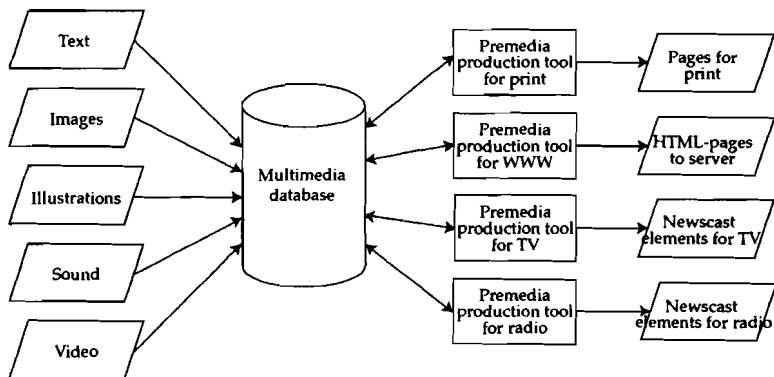 Text
Images
Illustrations
Sound
Video
Multimedia
database
Premedia
production tool
for print
Premedia
production tool
for WWW
Premedia
production tool
for TV
Premedia
production tool
for radio
Pages for
print
HTML-pages
to server
Newscast
elements for TV
Newscast
elements for radio